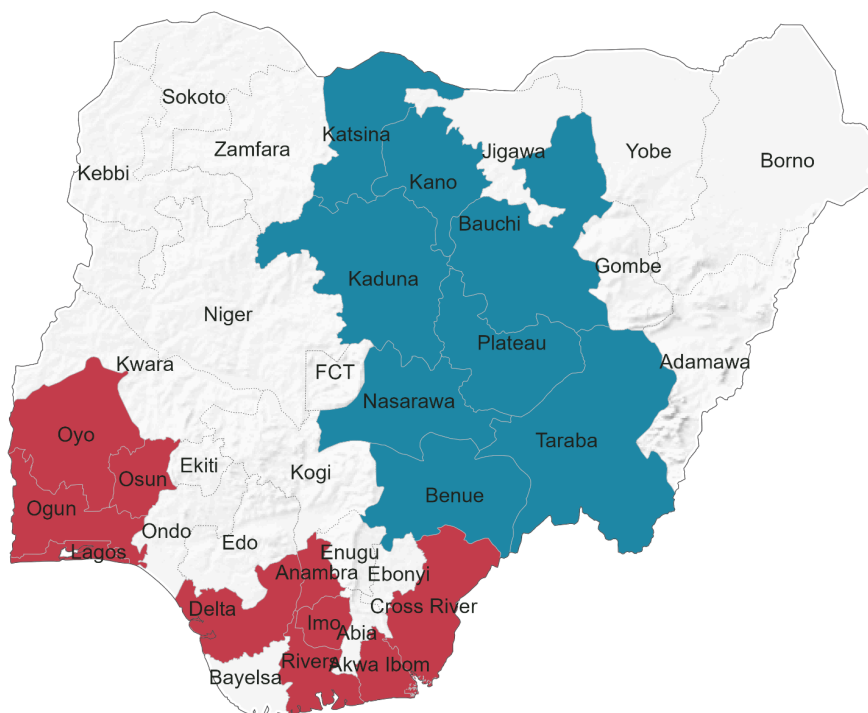 Sokoto
Katsina
Zamfara
Jigawa
Yobe
Borno
Kebbi
Kano
Bauchi
Gombe
Kaduna
Niger
Plateau
Kwara
FCT
Adamawa
Nasarawa
Oyo
Taraba
Ekiti
Kogi
Osun
Benue
Ogun
Ondo
Edo
Lagos
Enugu
Anambra
Ebonyi
Delta
Cross River
Imo
Abia
Rivers
Akwa Ibom
Bayelsa